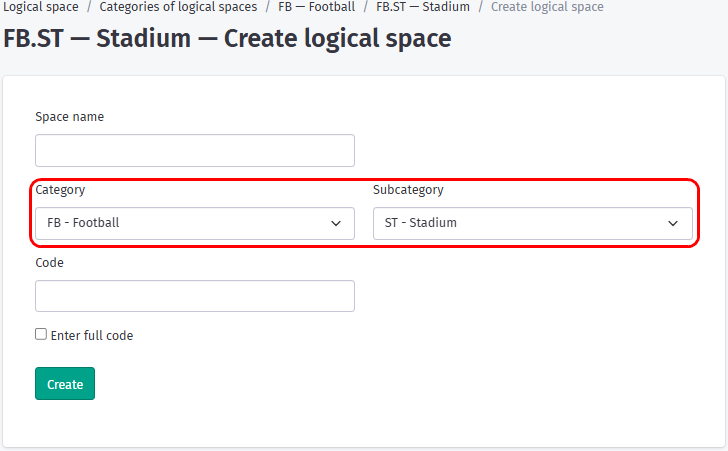 Logical space / Categories of logical spaces / FB — Football / FB.ST — Stadium / Create logical space
FB.ST — Stadium — Create logical space
Space name
Category Subcategory
FB - Football ST - Stadium
Code
Enter full code
Create